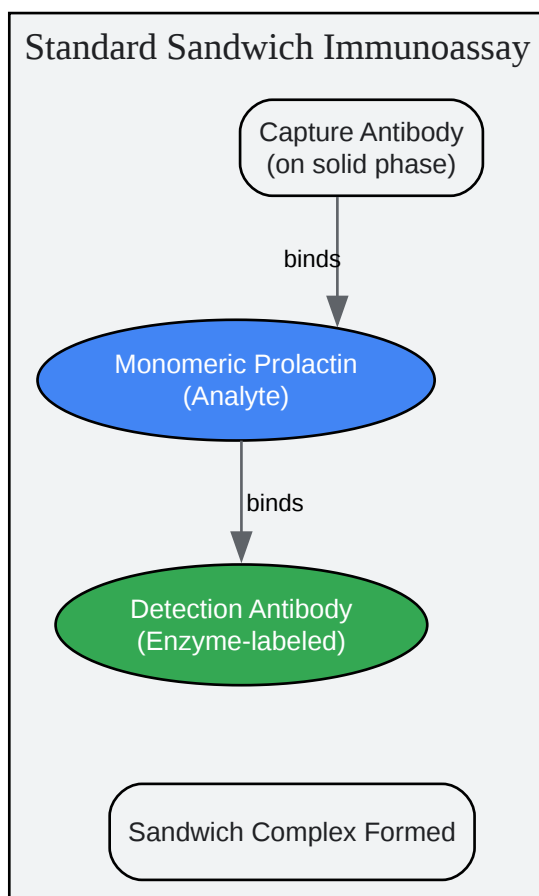 Standard Sandwich Immunoassay
Capture Antibody
(on solid phase)
binds
Monomeric Prolactin
(Analyte)
binds
Detection Antibody
(Enzyme-labeled)
Sandwich Complex Formed